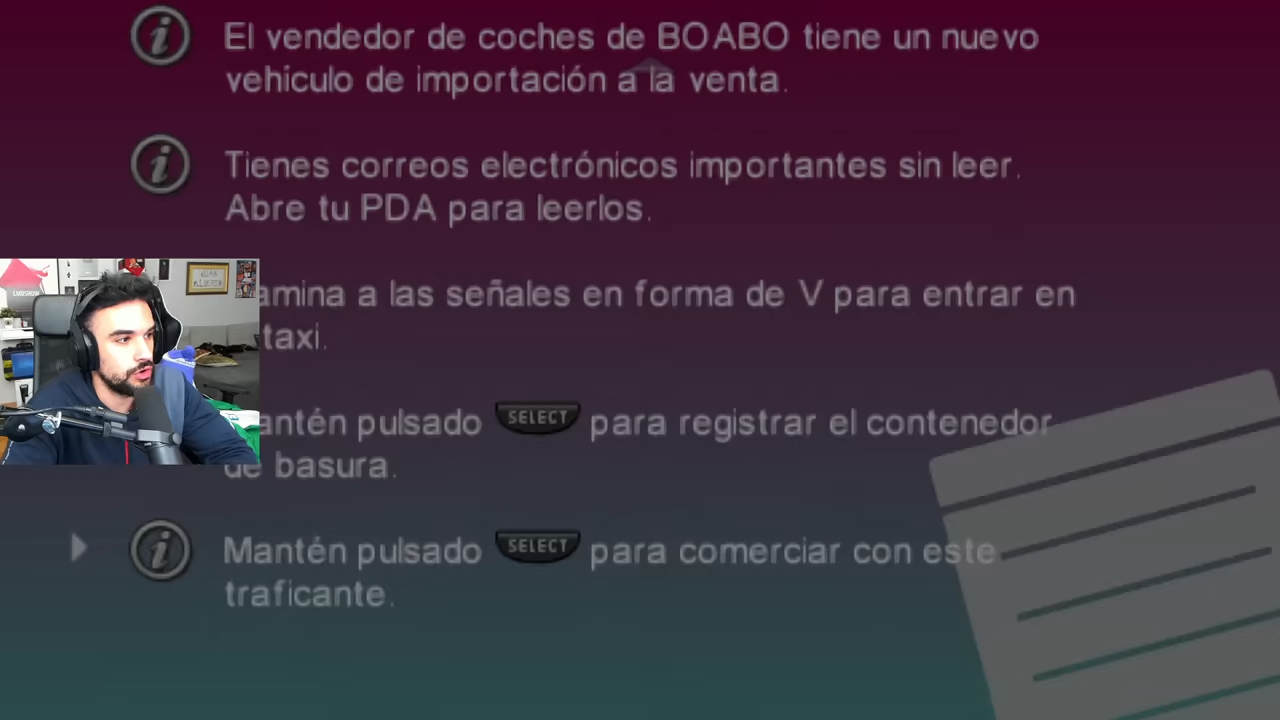 El vendedor de coches de BOABO tiene un nuevo
vehículo de importación a la venta.
Tienes correos electrónicos importantes sin leer.
Abre tu PDA para leerlos.
amina a las señales en forma de V para entrar en
taxi.
antén pulsado SELECT para registrar el contenedor
de basura.
Mantén pulsado SELECT para comerciar con este
traficante.